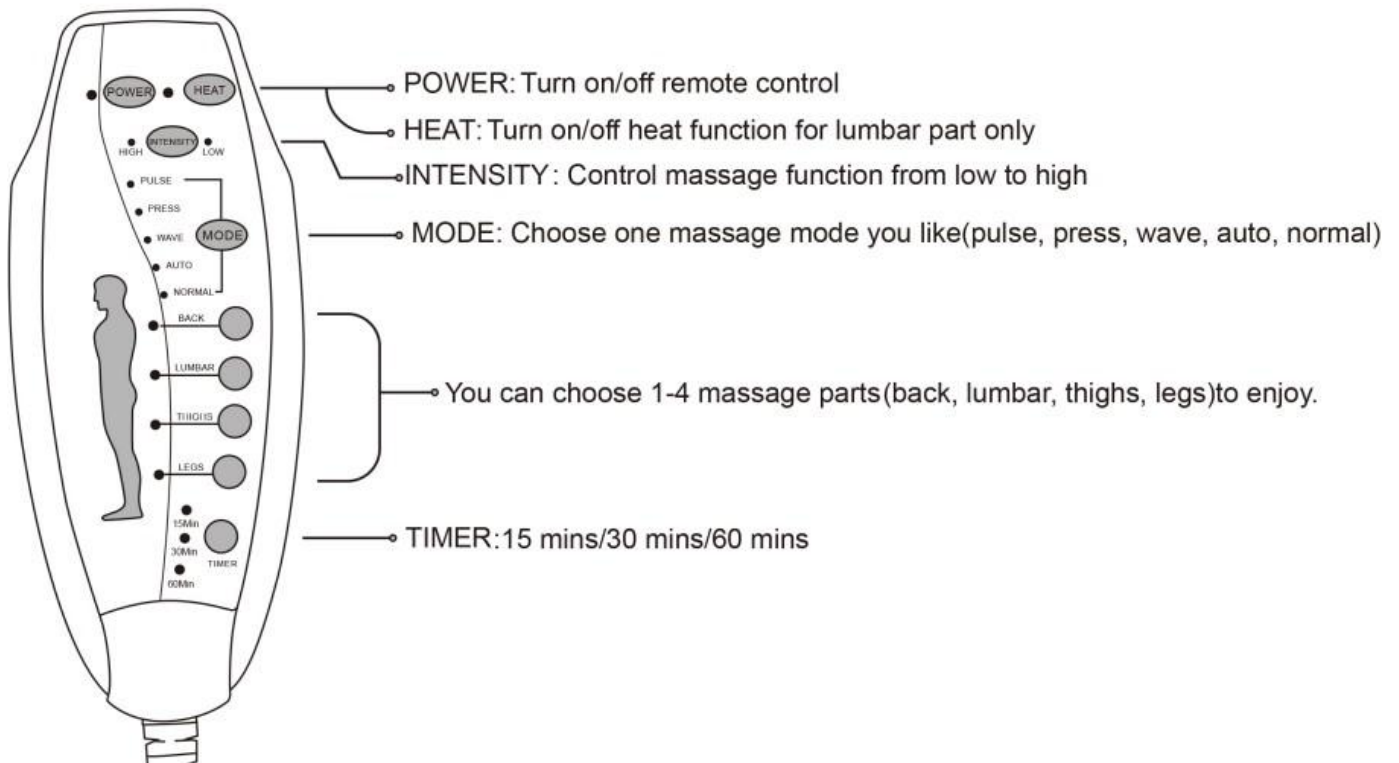 POWER
HEAT
POWER: Turn on/off remote control
HEAT: Turn on/off heat function for lumbar part only
INTENSITY
HIGH
LOW
INTENSITY: Control massage function from low to high
PULSE
PRESS
WAVE
MODE
AUTO
NORMAL
MODE: Choose one massage mode you like(pulse, press, wave, auto, normal)
BACK
LUMBAR
THIGHS
LEGS
You can choose 1-4 massage parts(back, lumbar, thighs, legs)to enjoy.
15Min
30Min
60Min
TIMER
TIMER:15 mins/30 mins/60 mins